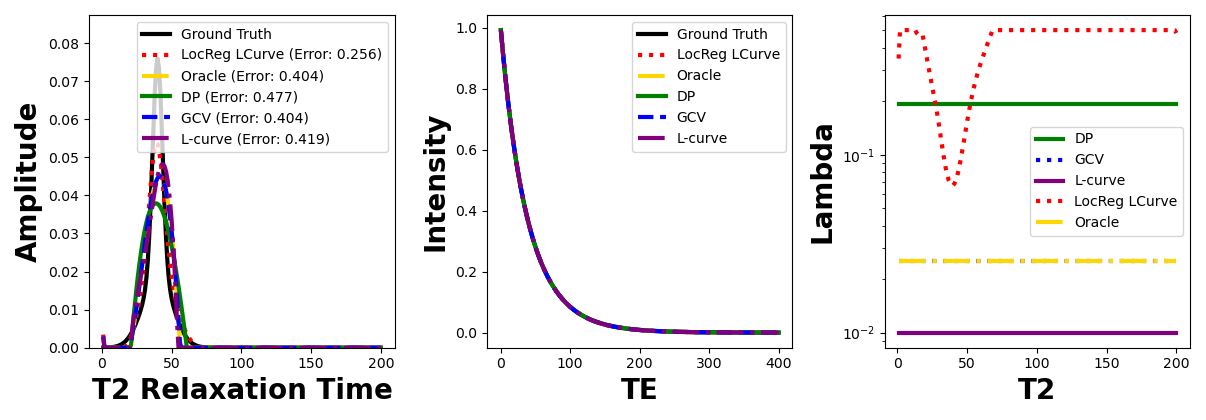 Amplitude
0.08
0.07
0.06
0.05
0.04
0.03
0.02
0.01
0.00
Ground Truth
LocReg LCurve (Error: 0.256)
Oracle (Error: 0.404)
DP (Error: 0.477)
GCV (Error: 0.404)
L-curve (Error: 0.419)
0 50 100 150 200
T2 Relaxation Time
Intensity
1.0
0.8
0.6
0.4
0.2
0.0
Ground Truth
LocReg LCurve
Oracle
DP
GCV
L-curve
0 100 200 300 400
TE
Lambda
10⁻¹
10⁻²
DP
GCV
L-curve
LocReg LCurve
Oracle
0 50 100 150 200
T2